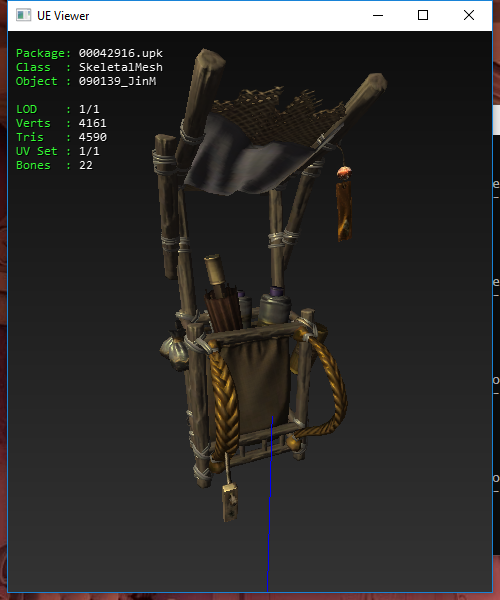 UE Viewer
Package: 00042916.upk
Class : SkeletalMesh
Object : 090139_JinM
LOD : 1/1
Verts : 4161
Tris : 4590
UV Set : 1/1
Bones : 22